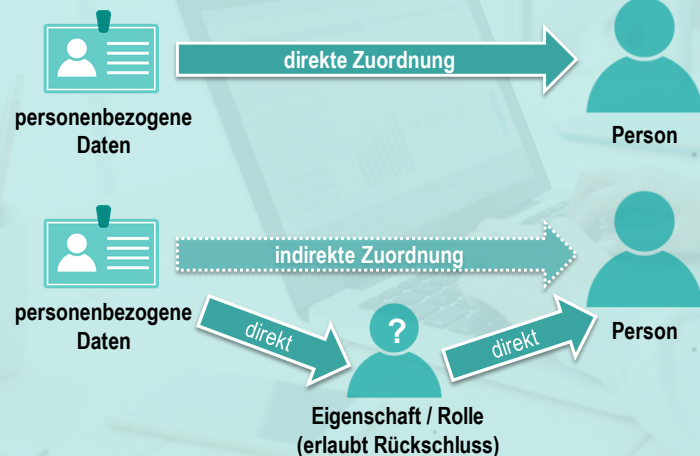 direkte Zuordnung
personenbezogene
Daten
Person
indirekte Zuordnung
personenbezogene
Daten
direkt
?
direkt
Person
Eigenschaft / Rolle
(erlaubt Rückschluss)